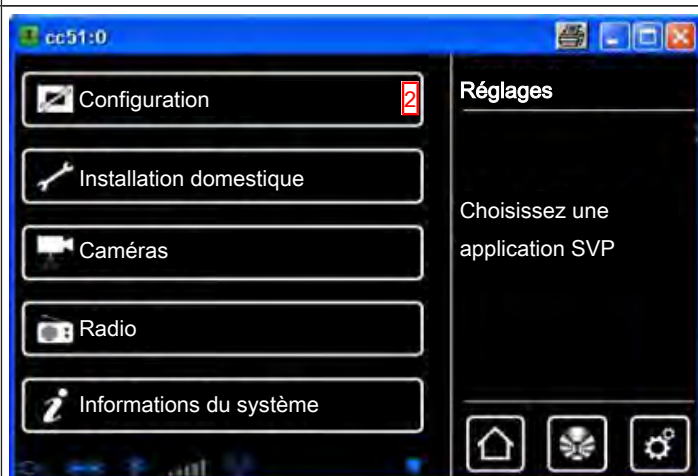 cc51:0
Configuration 2
Installation domestique
Caméras
Radio
Informations du système
Réglages
Choisissez une
application SVP